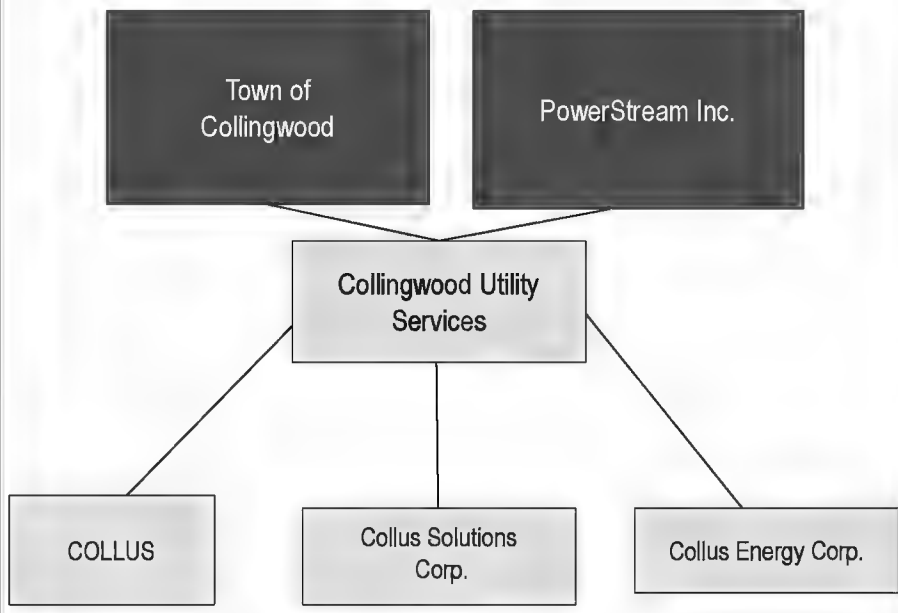 Town of
Collingwood
PowerStream Inc.
Collingwood Utility
Services
COLLUS
Collus Solutions
Corp.
Collus Energy Corp.